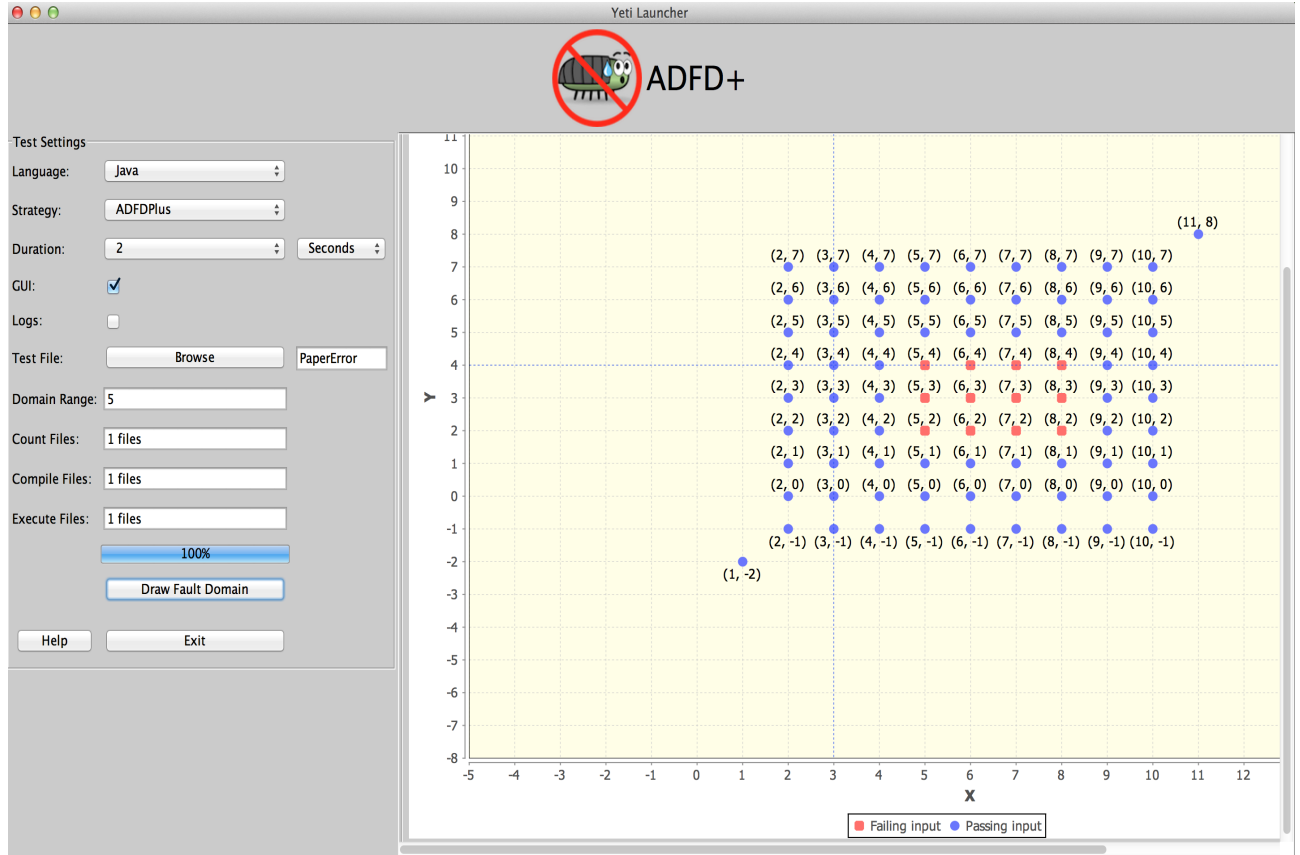 Yeti Launcher
ADFD+
Test Settings
Language: Java
Strategy: ADFDPlus
Duration: 2 Seconds
GUI:
Logs:
Test File: Browse PaperError
Domain Range: 5
Count Files: 1 files
Compile Files: 1 files
Execute Files: 1 files
100%
Draw Fault Domain
Help Exit
11
10
9
(11, 8)
8
(2, 7) (3, 7) (4, 7) (5, 7) (6, 7) (7, 7) (8, 7) (9, 7) (10, 7)
7
(2, 6) (3, 6) (4, 6) (5, 6) (6, 6) (7, 6) (8, 6) (9, 6) (10, 6)
6
(2, 5) (3, 5) (4, 5) (5, 5) (6, 5) (7, 5) (8, 5) (9, 5) (10, 5)
5
(2, 4) (3, 4) (4, 4) (5, 4) (6, 4) (7, 4) (8, 4) (9, 4) (10, 4)
4
(2, 3) (3, 3) (4, 3) (5, 3) (6, 3) (7, 3) (8, 3) (9, 3) (10, 3)
Y
3
(2, 2) (3, 2) (4, 2) (5, 2) (6, 2) (7, 2) (8, 2) (9, 2) (10, 2)
2
(2, 1) (3, 1) (4, 1) (5, 1) (6, 1) (7, 1) (8, 1) (9, 1) (10, 1)
1
(2, 0) (3, 0) (4, 0) (5, 0) (6, 0) (7, 0) (8, 0) (9, 0) (10, 0)
0
-1
(2, -1) (3, -1) (4, -1) (5, -1) (6, -1) (7, -1) (8, -1) (9, -1) (10, -1)
-2
(1, -2)
-3
-4
-5
-6
-7
-8
-5 -4 -3 -2 -1 0 1 2 3 4 5 6 7 8 9 10 11 12
X
Failing input Passing input